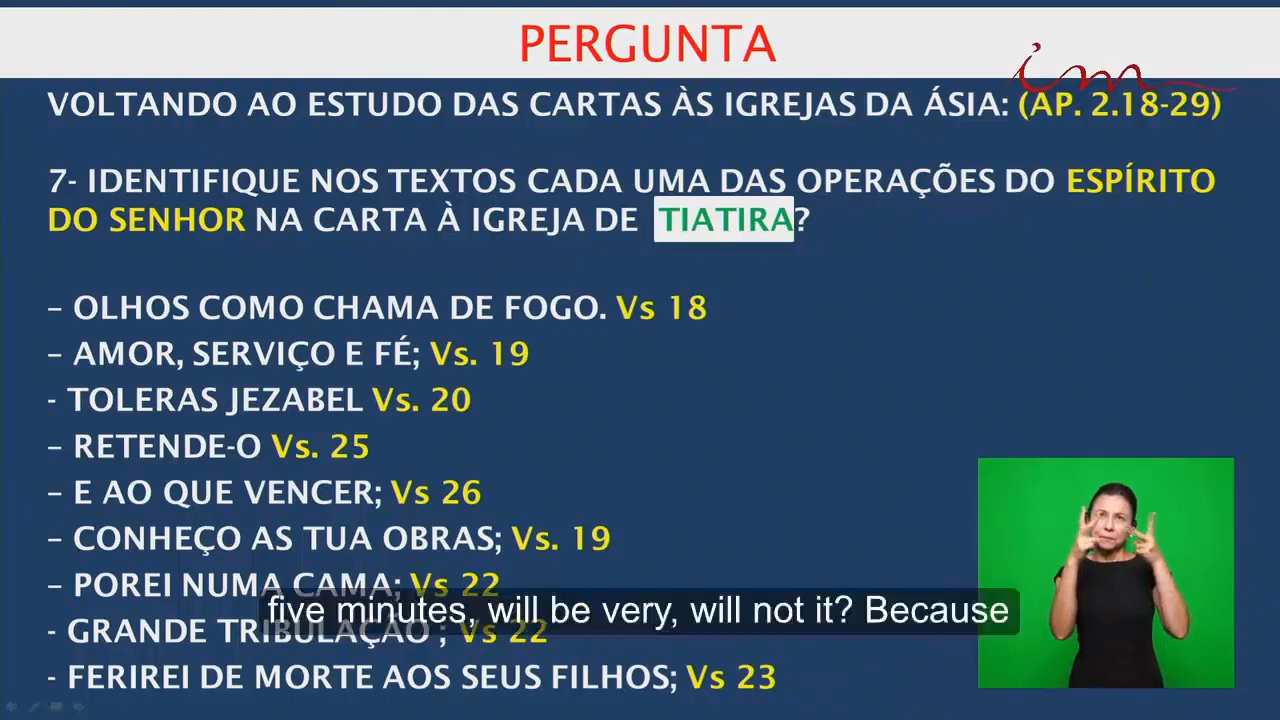 PERGUNTA
im
VOLTANDO AO ESTUDO DAS CARTAS ÀS IGREJAS DA ÁSIA: (AP. 2.18-29)
7- IDENTIFIQUE NOS TEXTOS CADA UMA DAS OPERAÇÕES DO ESPÍRITO
DO SENHOR NA CARTA À IGREJA DE TIATIRA?
– OLHOS COMO CHAMA DE FOGO. Vs 18
– AMOR, SERVIÇO E FÉ; Vs. 19
- TOLERAS JEZABEL Vs. 20
– RETENDE-O Vs. 25
– E AO QUE VENCER; Vs 26
– CONHEÇO AS TUA OBRAS; Vs. 19
– POREI NUMA CAMA; Vs 22
five minutes, will be very, will not it? Because
- GRANDE TRIBULAÇÃO ; Vs 22
- FERIREI DE MORTE AOS SEUS FILHOS; Vs 23